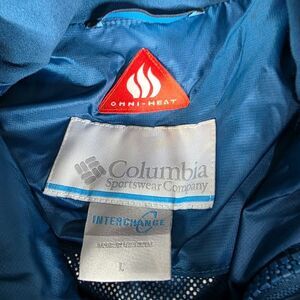 OMNI-HEAT
Columbia
Sportswear Company
INTERCHANGE
L